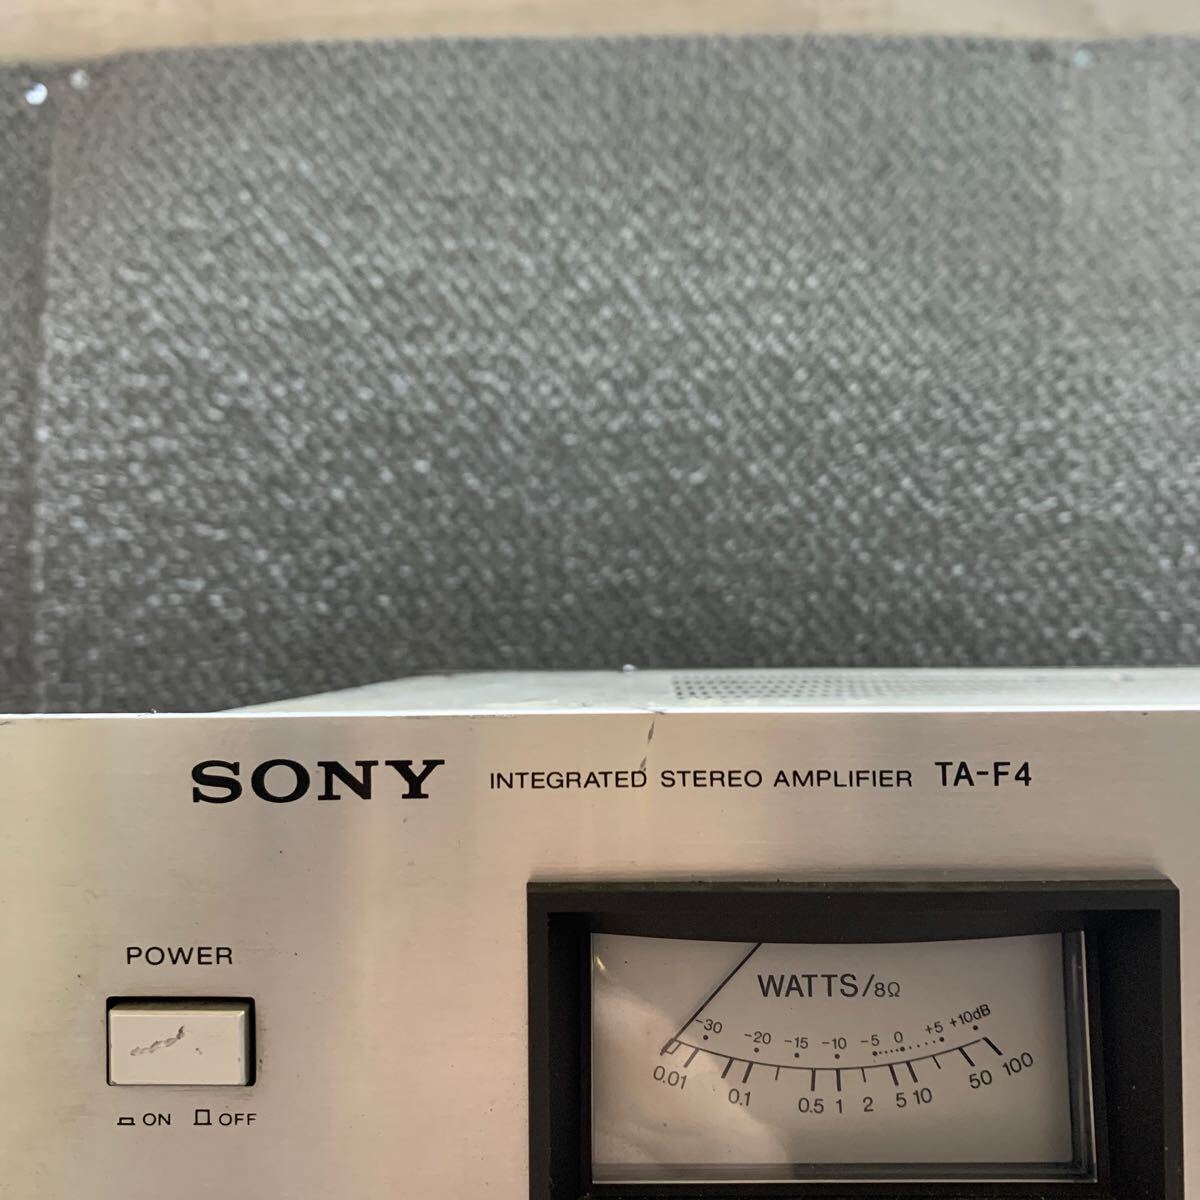 SONY INTEGRATED STEREO AMPLIFIER TA-F4
POWER
ON OFF
WATTS/8Ω
-30 -20 -15 -10 -5 0 +5 +10dB
0.01 0.1 0.5 1 2 5 10 50 100